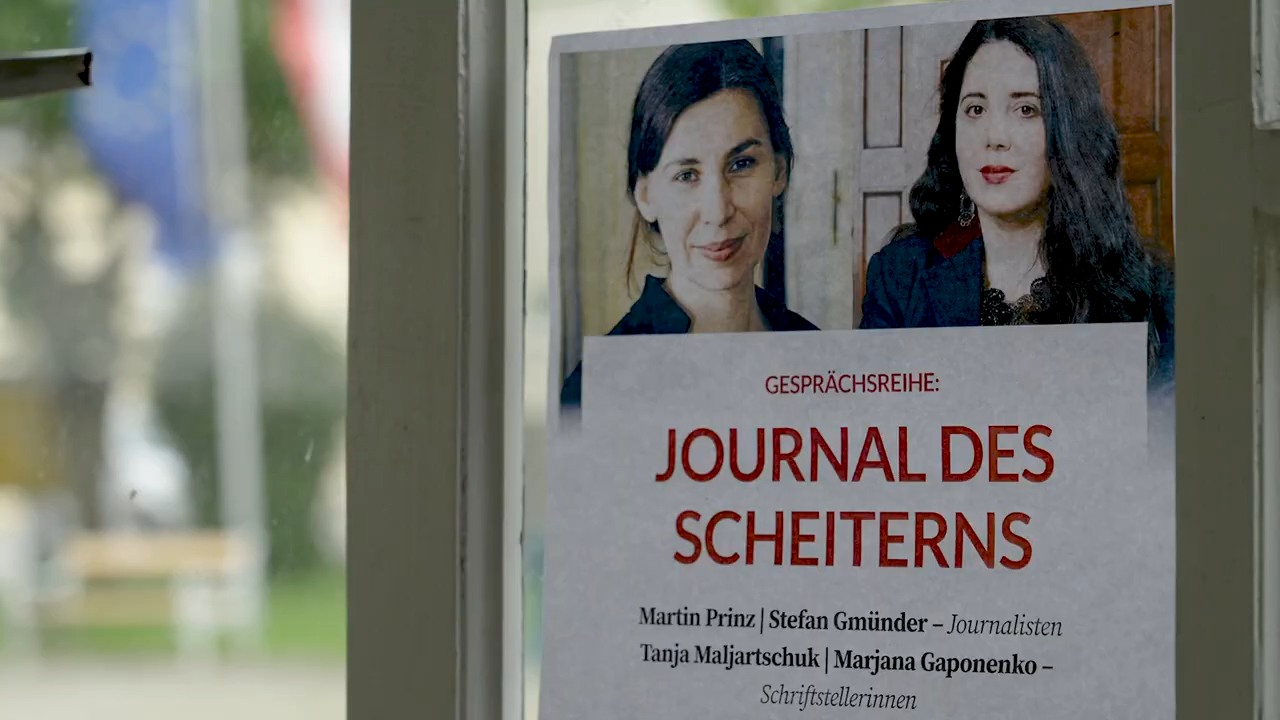 GESPRÄCHSREIHE:
JOURNAL DES
SCHEITERNS
Martin Prinz | Stefan Gmünder – Journalisten
Tanja Maljartschuk | Marjana Gaponenko –
Schriftstellerinnen